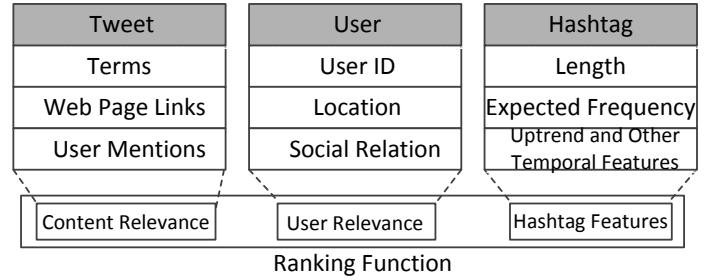 Tweet
Terms
Web Page Links
User Mentions
User
User ID
Location
Social Relation
Hashtag
Length
Expected Frequency
Uptrend and Other
Temporal Features
Content Relevance
User Relevance
Hashtag Features
Ranking Function